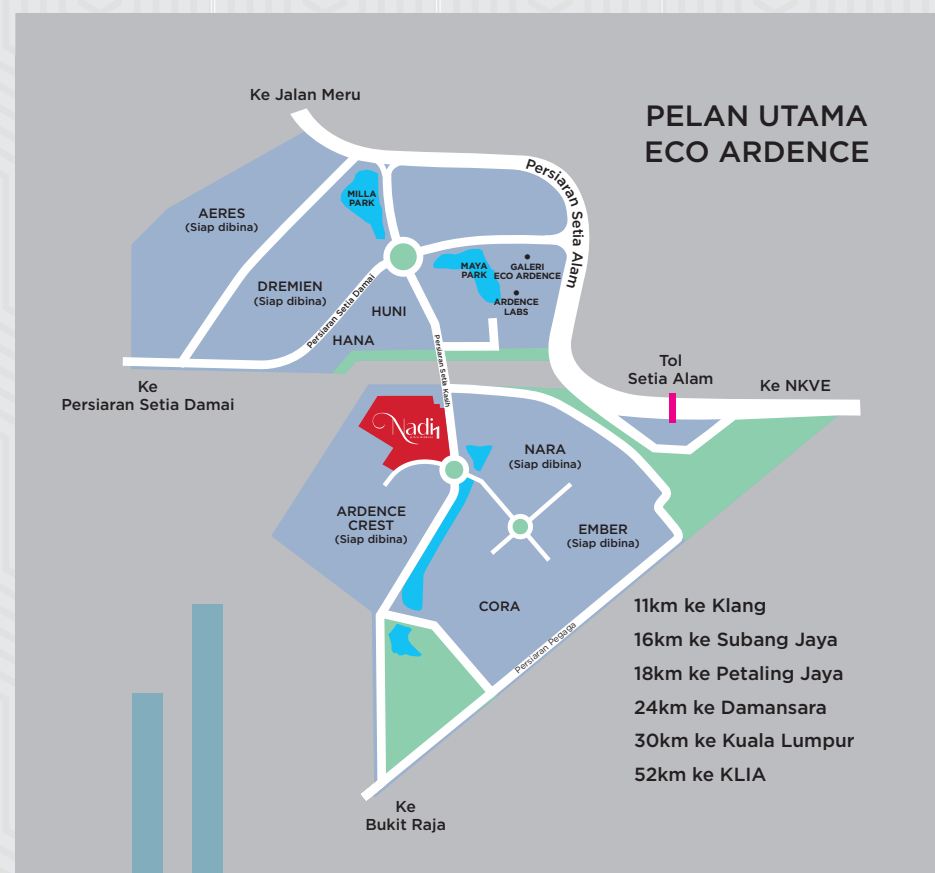 Ke Jalan Meru
PELAN UTAMA
ECO ARDENCE
Persiaran Setia Alam
MILLA
PARK
AERES
(Siap dibina)
MAYA
PARK
GALERI
ECO ARDENCE
ARDENCE
LABS
DREMIEN
(Siap dibina)
Persiaran Setia Damai
HUNI
HANA
Persiaran Setia Kasih
Ke
Persiaran Setia Damai
Tol
Setia Alam
Ke NKVE
Nadi1
NARA
(Siap dibina)
ARDENCE
CREST
(Siap dibina)
EMBER
(Siap dibina)
CORA
Persiaran Pegaga
11km ke Klang
16km ke Subang Jaya
18km ke Petaling Jaya
24km ke Damansara
30km ke Kuala Lumpur
52km ke KLIA
Ke
Bukit Raja